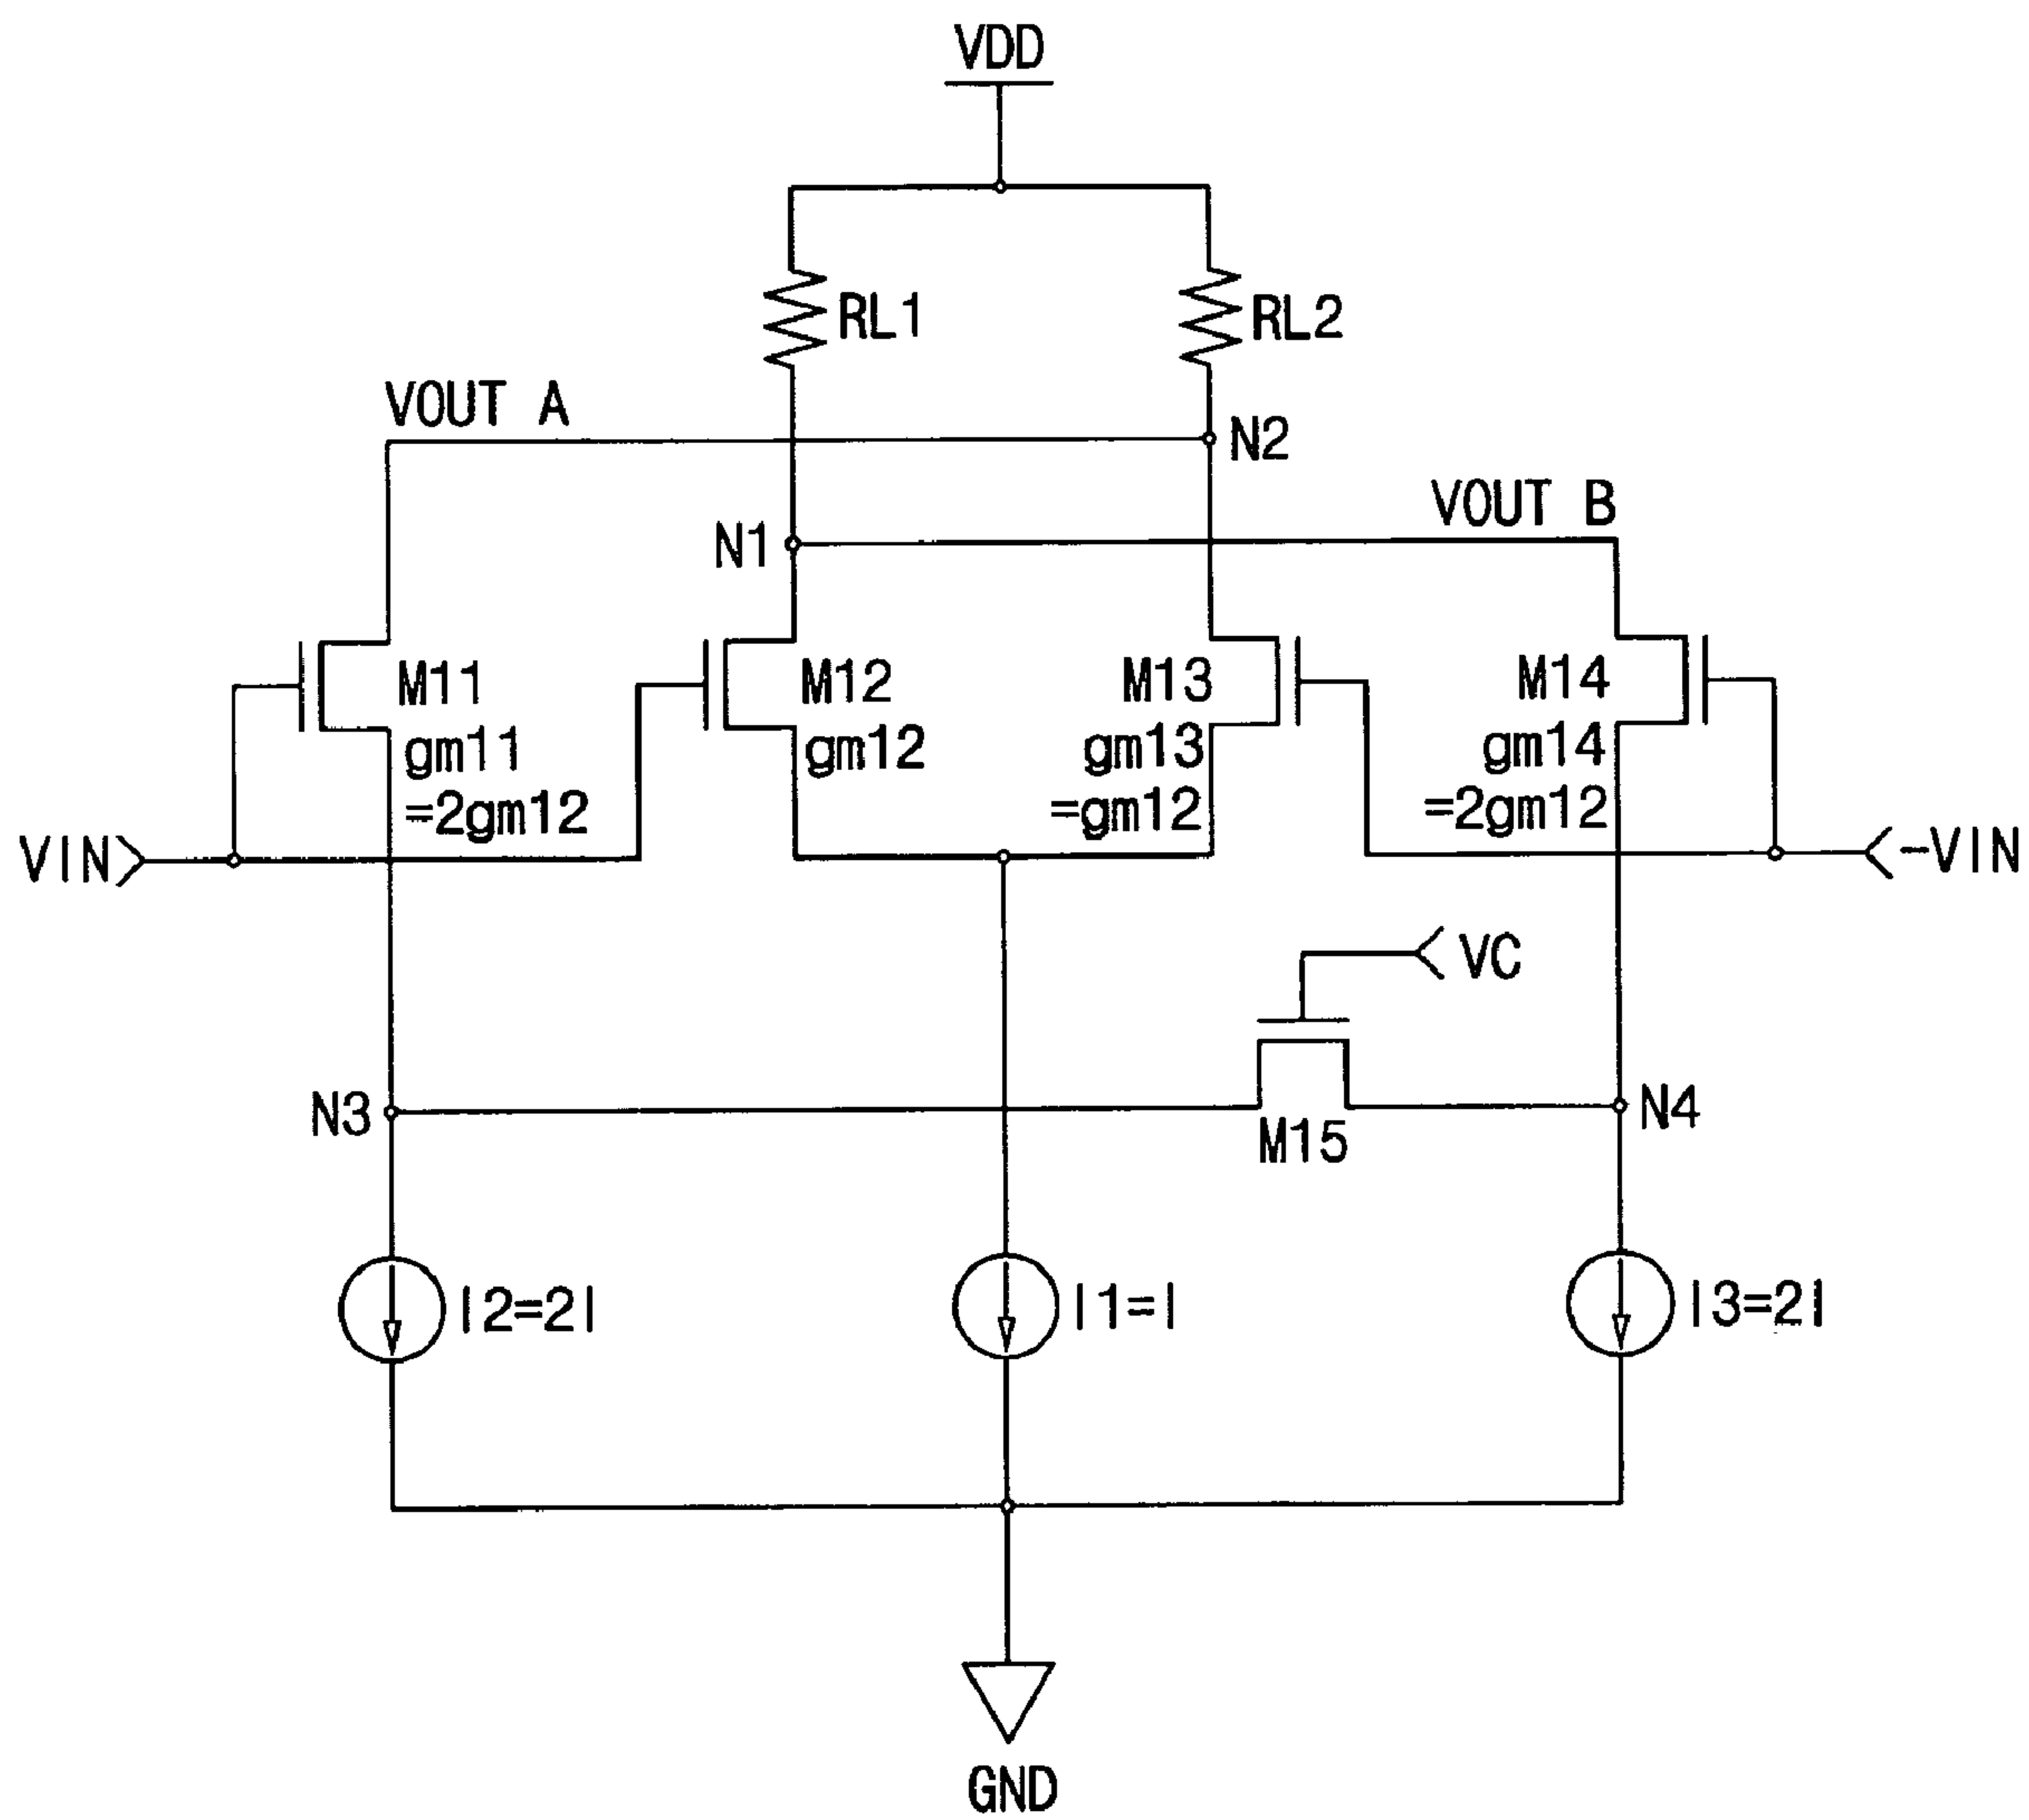 VDD
RL1
RL2
VOUT A
N2
VOUT B
N1
M11
gm11
=2gm12
M12
gm12
M13
gm13
=gm12
M14
gm14
=2gm12
VIN
-VIN
VC
N3
M15
N4
I2=2I
I1=I
I3=2I
GND